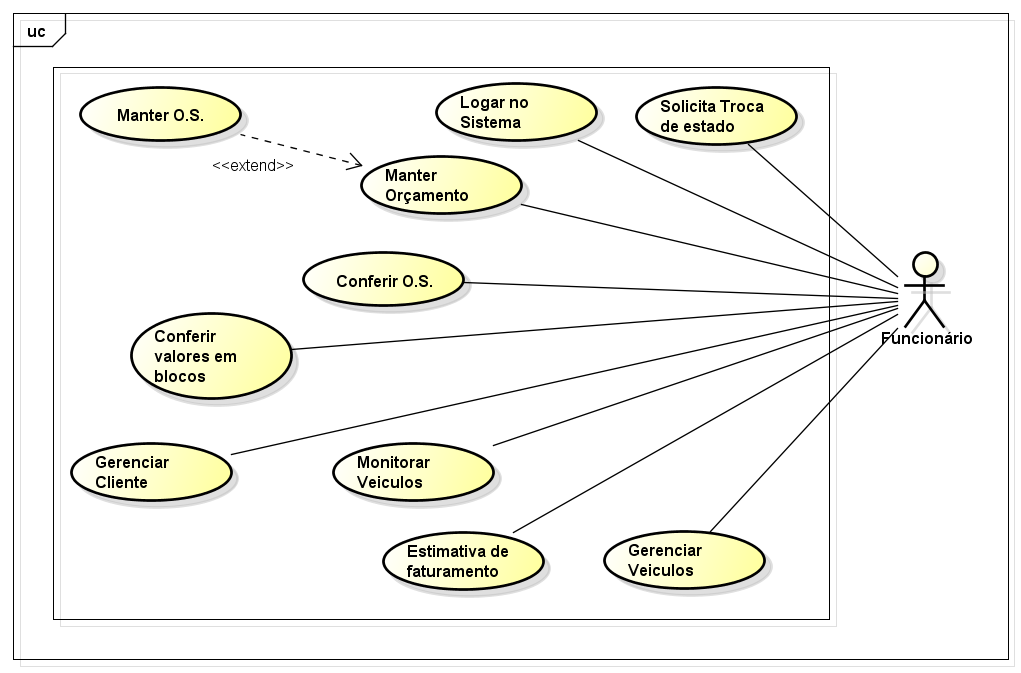 uc
Manter O.S.
Logar no
Sistema
Solicita Troca
de estado
<<extend>>
Manter
Orçamento
Conferir O.S.
Funcionário
Conferir
valores em
blocos
Gerenciar
Cliente
Monitorar
Veiculos
Estimativa de
faturamento
Gerenciar
Veiculos